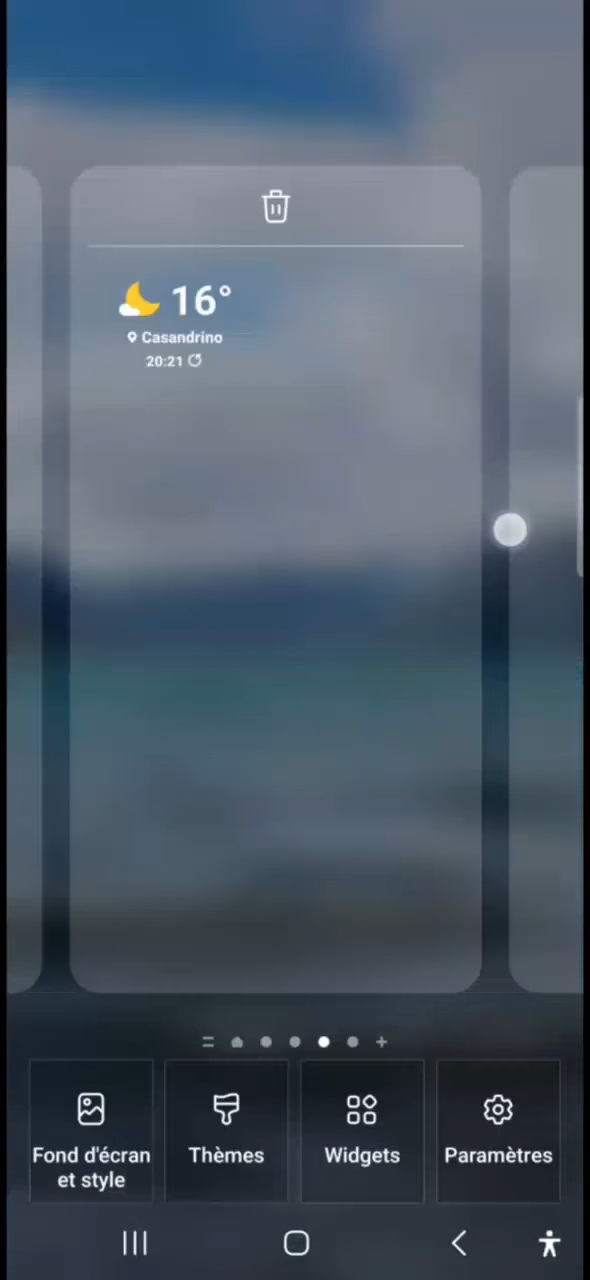 16°
Casandrino
20:21
Fond d'écran
et style
Thèmes
Widgets
Paramètres